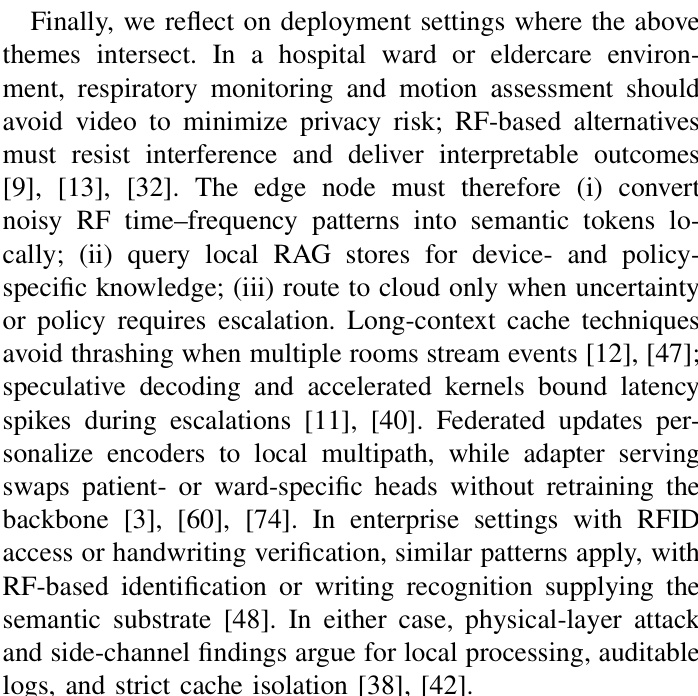 Finally, we reflect on deployment settings where the above
themes intersect. In a hospital ward or eldercare environ-
ment, respiratory monitoring and motion assessment should
avoid video to minimize privacy risk; RF-based alternatives
must resist interference and deliver interpretable outcomes
[9], [13], [32]. The edge node must therefore (i) convert
noisy RF time–frequency patterns into semantic tokens lo-
cally; (ii) query local RAG stores for device- and policy-
specific knowledge; (iii) route to cloud only when uncertainty
or policy requires escalation. Long-context cache techniques
avoid thrashing when multiple rooms stream events [12], [47];
speculative decoding and accelerated kernels bound latency
spikes during escalations [11], [40]. Federated updates per-
sonalize encoders to local multipath, while adapter serving
swaps patient- or ward-specific heads without retraining the
backbone [3], [60], [74]. In enterprise settings with RFID
access or handwriting verification, similar patterns apply, with
RF-based identification or writing recognition supplying the
semantic substrate [48]. In either case, physical-layer attack
and side-channel findings argue for local processing, auditable
logs, and strict cache isolation [38], [42].